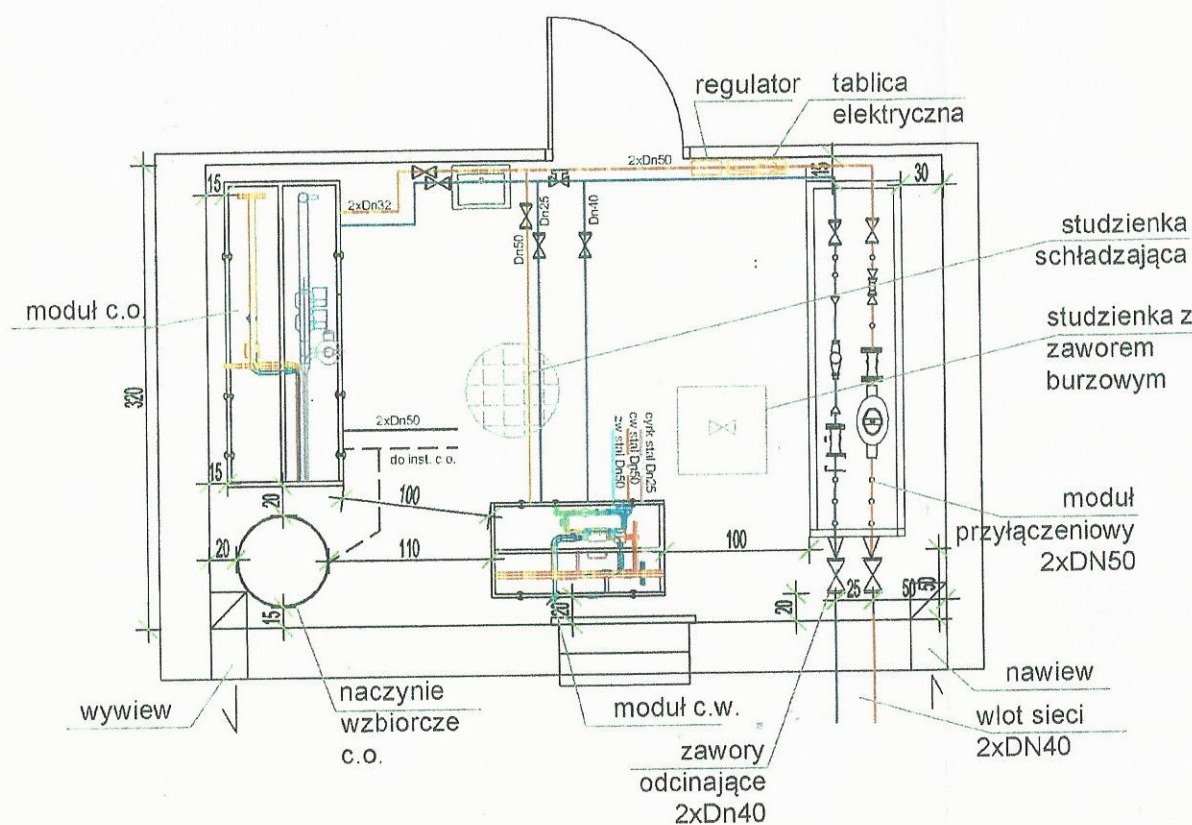 regulator
tablica
elektryczna
2xDn50
15
30
15
2xDn32
Dn50
Dn25
Dn40
studzienka
schładzająca
moduł c.o.
studzienka z
zaworem
burzowym
320
2xDn50
do inst. c.o.
cyrk stal Dn25
cw stal Dn50
zw stal Dn50
15
20
100
moduł
przyłączeniowy
2xDN50
20
110
100
25
50
15
20
20
wywiew
naczynie
wzbiorcze
c.o.
moduł c.w.
zawory
odcinające
2xDn40
nawiew
wlot sieci
2xDN40